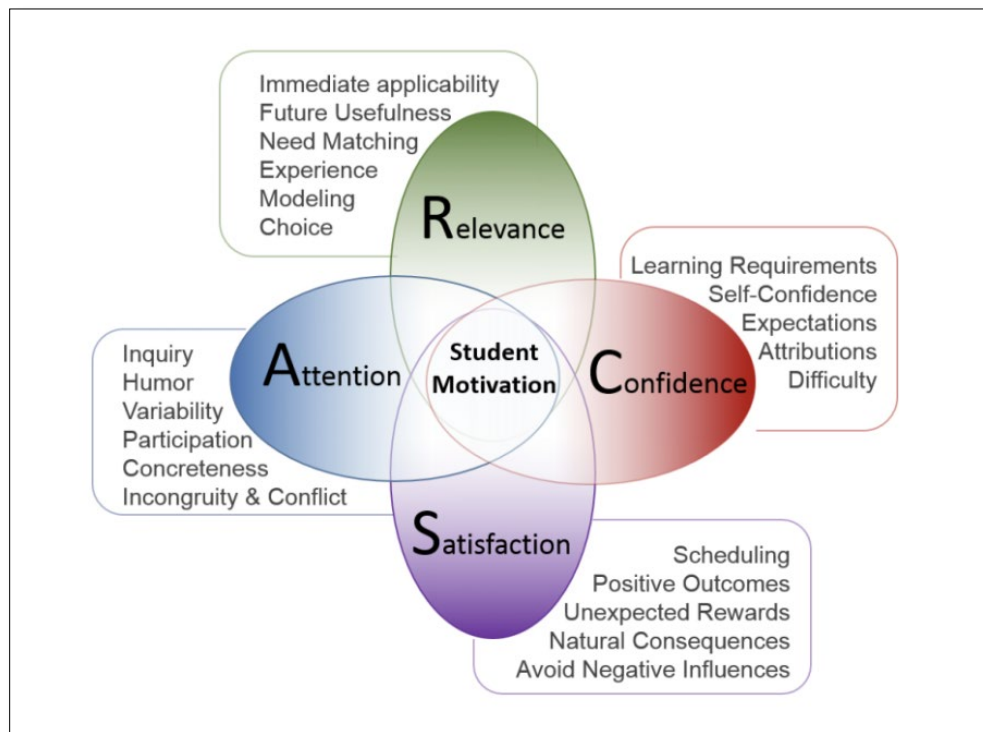 Immediate applicability
Future Usefulness
Need Matching
Experience
Modeling
Choice
Relevance
Learning Requirements
Self-Confidence
Expectations
Attributions
Difficulty
Inquiry
Humor
Variability
Participation
Concreteness
Incongruity & Conflict
Attention
Student
Motivation
Confidence
Satisfaction
Scheduling
Positive Outcomes
Unexpected Rewards
Natural Consequences
Avoid Negative Influences